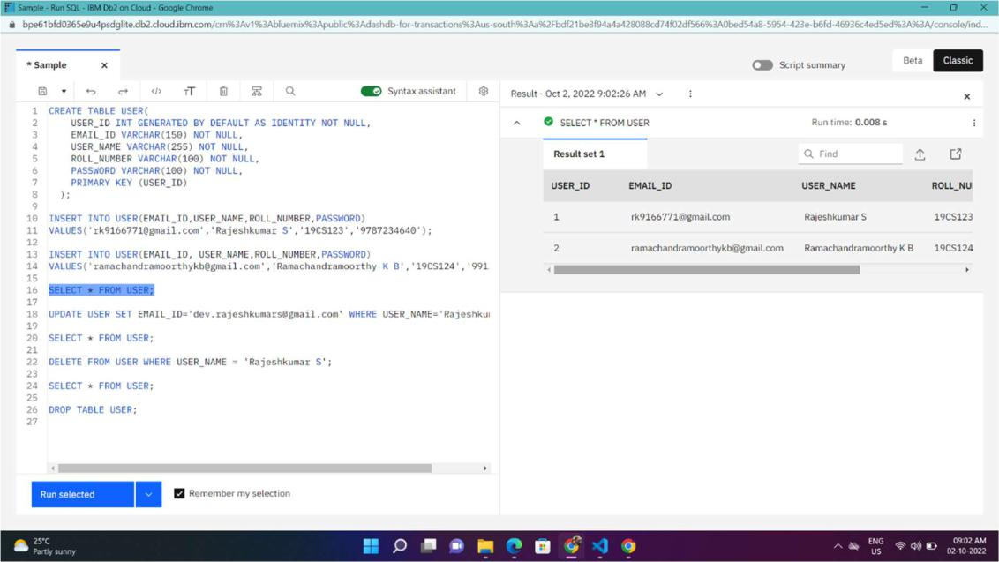 Sample - Run SQL - IBM Db2 on Cloud - Google Chrome
bpe61bfd0365e9u4psdglite.db2.cloud.ibm.com/crn%3Av1%3Abluemix%3Apublic%3Adashdb-for-transactions%3Aus-south%3Aa%2Fbdf21be3f94a4a428088cd74f02df566%3A0bed54a8-5954-423e-b6fd-46936c4ed5ed%3A%3A/console/ind...
* Sample
Script summary
Beta
Classic
Syntax assistant
Result - Oct 2, 2022 9:02:26 AM
1 CREATE TABLE USER(
2 USER_ID INT GENERATED BY DEFAULT AS IDENTITY NOT NULL,
3 EMAIL_ID VARCHAR(150) NOT NULL,
4 USER_NAME VARCHAR(255) NOT NULL,
5 ROLL_NUMBER VARCHAR(100) NOT NULL,
6 PASSWORD VARCHAR(100) NOT NULL,
7 PRIMARY KEY (USER_ID)
8 );
9
10 INSERT INTO USER(EMAIL_ID,USER_NAME,ROLL_NUMBER,PASSWORD)
11 VALUES('rk9166771@gmail.com','Rajeshkumar S','19CS123','9787234640');
12
13 INSERT INTO USER(EMAIL_ID, USER_NAME,ROLL_NUMBER,PASSWORD)
14 VALUES('ramachandramoorthykb@gmail.com','Ramachandramoorthy K B','19CS124','991
15
16 SELECT * FROM USER;
17
18 UPDATE USER SET EMAIL_ID='dev.rajeshkumars@gmail.com' WHERE USER_NAME='Rajeshku
19
20 SELECT * FROM USER;
21
22 DELETE FROM USER WHERE USER_NAME = 'Rajeshkumar S';
23
24 SELECT * FROM USER;
25
26 DROP TABLE USER;
27
SELECT * FROM USER
Run time: 0.008 s
Result set 1
Find
USER_ID EMAIL_ID USER_NAME ROLL_NU
1 rk9166771@gmail.com Rajeshkumar S 19CS123
2 ramachandramoorthykb@gmail.com Ramachandramoorthy K B 19CS124
Run selected
Remember my selection
25°C
Partly sunny
ENG
US
09:02 AM
02-10-2022